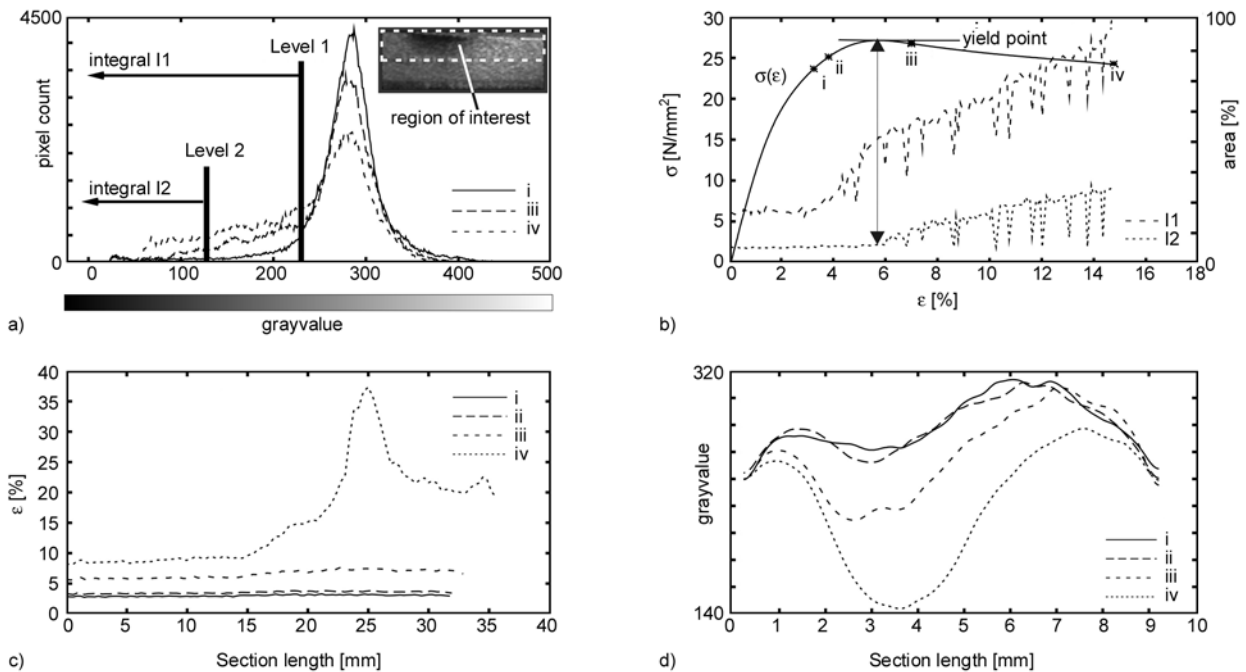 4500
Level 1
integral I1
region of interest
pixel count
Level 2
integral I2
i
iii
iv
0
0 100 200 300 400 500
grayvalue
a)
30
25
20
15
10
5
0
σ [N/mm²]
yield point
σ(ε)
i
ii
iii
iv
I1
I2
100
area [%]
0
0 2 4 6 8 10 12 14 16 18
ε [%]
b)
40
35
30
25
20
15
10
5
0
ε [%]
i
ii
iii
iv
0 5 10 15 20 25 30 35 40
Section length [mm]
c)
320
grayvalue
140
i
ii
iii
iv
0 1 2 3 4 5 6 7 8 9 10
Section length [mm]
d)